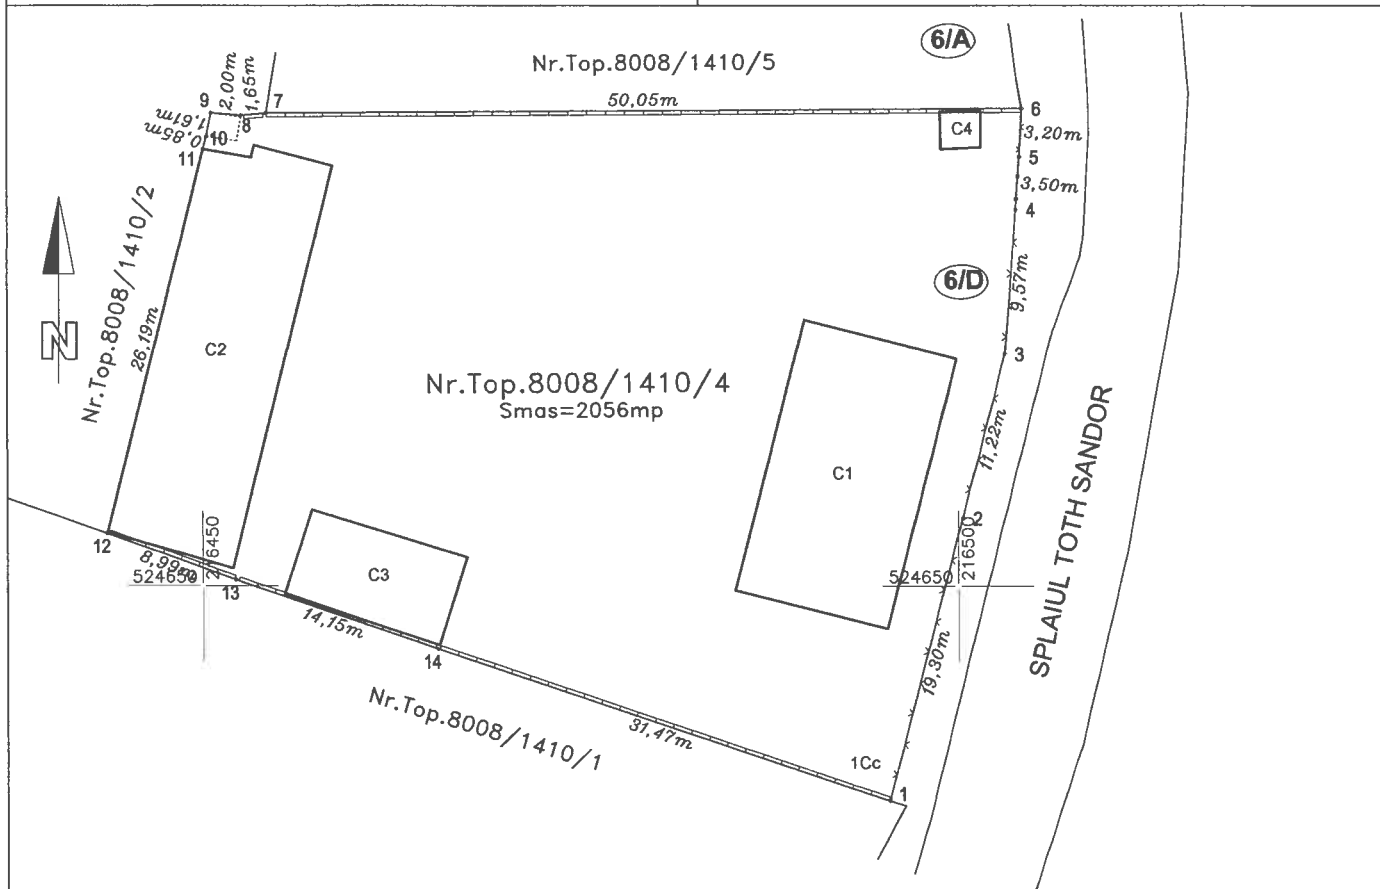 6/A
Nr.Top.8008/1410/5
2,00m
1,65m
9
7
50,05m
6
8
1,61m
0,85m
10
11
C4
3,20m
5
3,50m
4
Nr.Top.8008/1410/2
6/D
9,57m
26,19m
N
C2
3
Nr.Top.8008/1410/4
Smas=2056mp
11,22m
C1
SPLAIUL TOTH SANDOR
2
216450
216500
12
8,99m
524650
13
C3
524650
14,15m
14
19,30m
Nr.Top.8008/1410/1
31,47m
1Cc
1